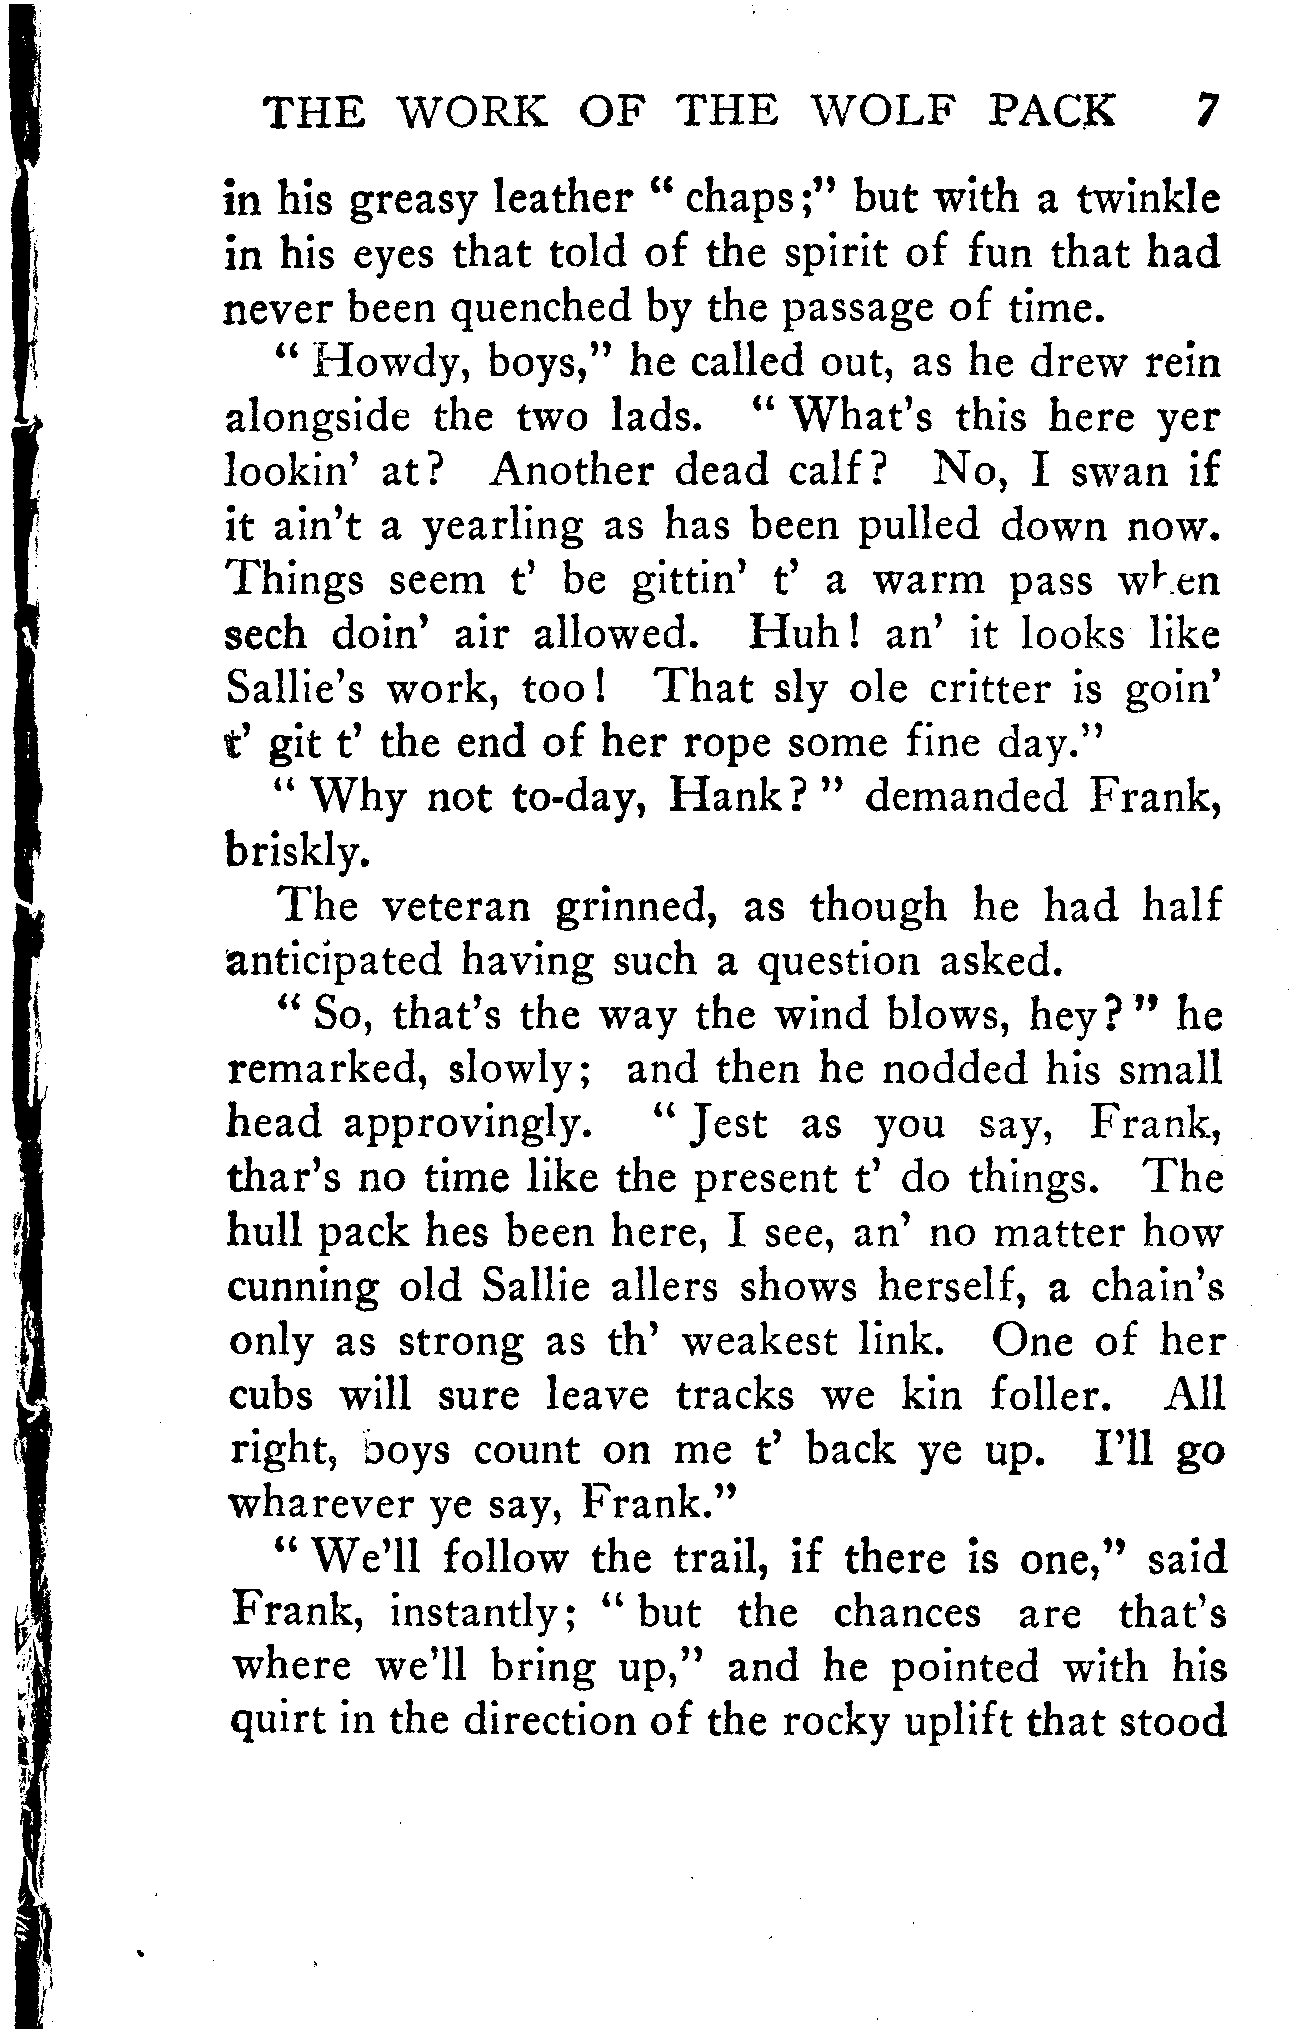 THE WORK OF THE WOLF PACK 7
in his greasy leather “ chaps;” but with a twinkle
in his eyes that told of the spirit of fun that had
never been quenched by the passage of time.
“ Howdy, boys,” he called out, as he drew rein
alongside the two lads. “ What's this here yer
lookin' at? Another dead calf? No, I swan if
it ain't a yearling as has been pulled down now.
Things seem t' be gittin' t' a warm pass when
sech doin' air allowed. Huh! an' it looks like
Sallie's work, too! That sly ole critter is goin'
t' git t' the end of her rope some fine day.”
“ Why not to-day, Hank? ” demanded Frank,
briskly.
The veteran grinned, as though he had half
anticipated having such a question asked.
“ So, that's the way the wind blows, hey? ” he
remarked, slowly; and then he nodded his small
head approvingly. “ Jest as you say, Frank,
thar's no time like the present t' do things. The
hull pack hes been here, I see, an' no matter how
cunning old Sallie allers shows herself, a chain's
only as strong as th' weakest link. One of her
cubs will sure leave tracks we kin foller. All
right, boys count on me t' back ye up. I'll go
wharever ye say, Frank.”
“ We'll follow the trail, if there is one,” said
Frank, instantly; “ but the chances are that's
where we'll bring up,” and he pointed with his
quirt in the direction of the rocky uplift that stood